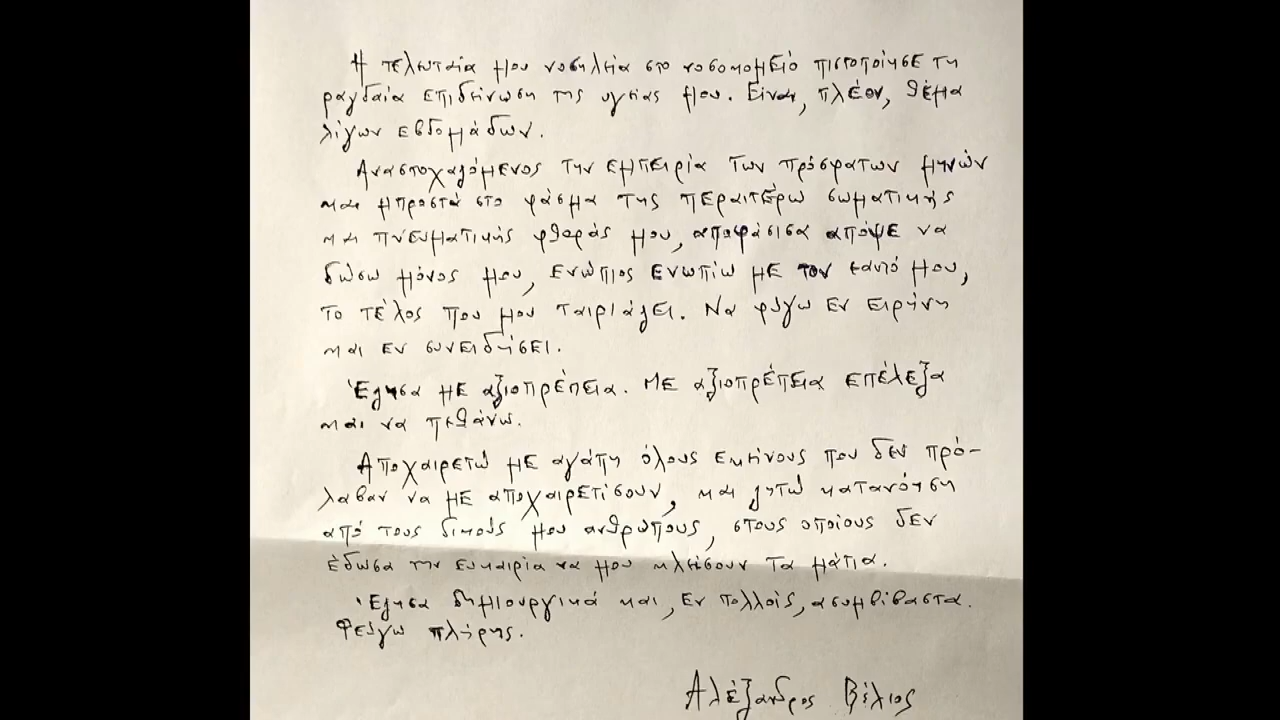 Η τελευταία μου νοσηλεία στο νοσοκομείο πιστοποίησε τη
ραγδαία επιδείνωση της υγείας μου. Είναι, πλέον, θέμα
λίγων εβδομάδων.
Αναστοχαζόμενος την εμπειρία των πρόσφατων μηνών
και μπροστά στο φάσμα της περαιτέρω σωματικής
και πνευματικής φθοράς μου, αποφάσισα απόψε να
δώσω μόνος μου, ενώπιος ενωπίω με τον εαυτό μου,
το τέλος που μου ταιριάζει. Να φύγω εν ειρήνη
και εν συνειδήσει.
Έζησα με αξιοπρέπεια. Με αξιοπρέπεια επέλεξα
και να πεθάνω.
Αποχαιρετώ με αγάπη όλους εκείνους που δεν πρό-
λαβαν να με αποχαιρετίσουν, και ζητώ κατανόηση
από τους δικούς μου ανθρώπους, στους οποίους δεν
έδωσα την ευκαιρία να μου κλείσουν τα μάτια.
Έζησα δημιουργικά και, εν πολλοίς, ασυμβίβαστα.
Φεύγω πλήρης.
Αλέξανδρος Βέλιος